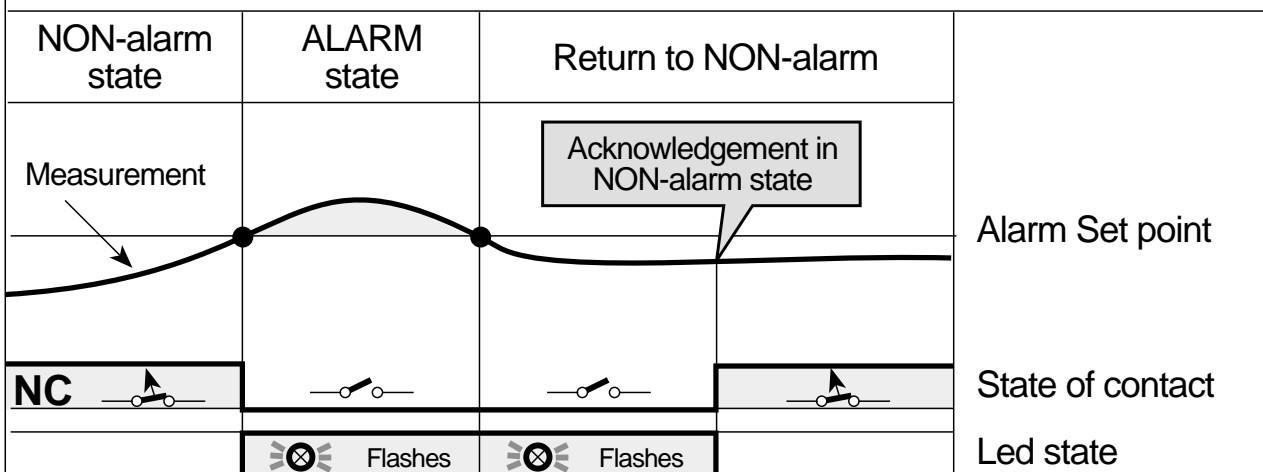 NON-alarm
state
ALARM
state
Return to NON-alarm
Acknowledgement in
NON-alarm state
Measurement
Alarm Set point
NC
State of contact
Flashes
Flashes
Led state